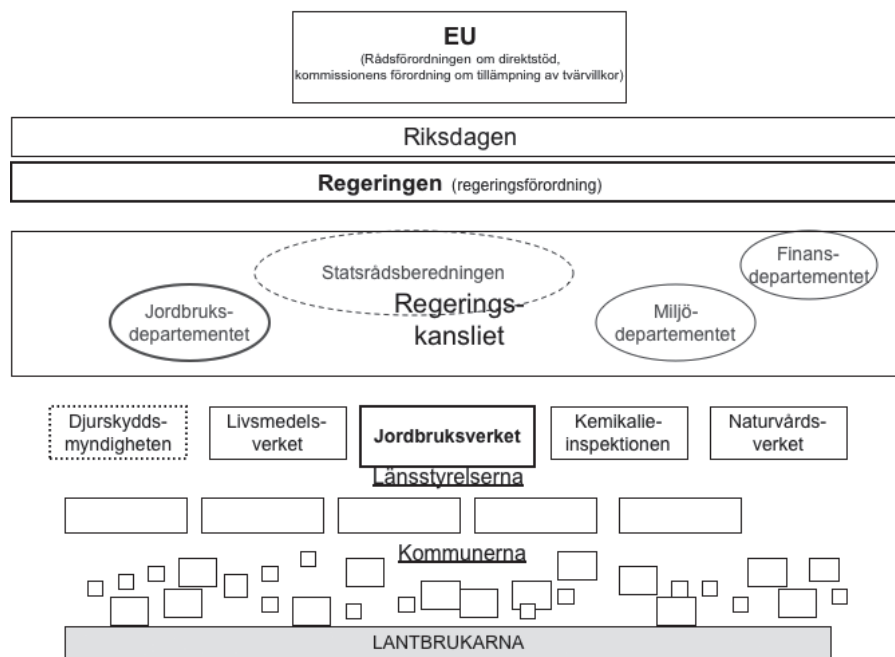 EU
(Rådsförordningen om direktstöd,
kommissionens förordning om tillämpning av tvärvillkor)
Riksdagen
Regeringen (regeringsförordning)
Statsrådsberedningen
Finans-
departementet
Jordbruks-
departementet
Regerings-
kansliet
Miljö-
departementet
Djurskydds-
myndigheten
Livsmedels-
verket
Jordbruksverket
Kemikalie-
inspektionen
Naturvårds-
verket
Länsstyrelserna
Kommunerna
LANTBRUKARNA